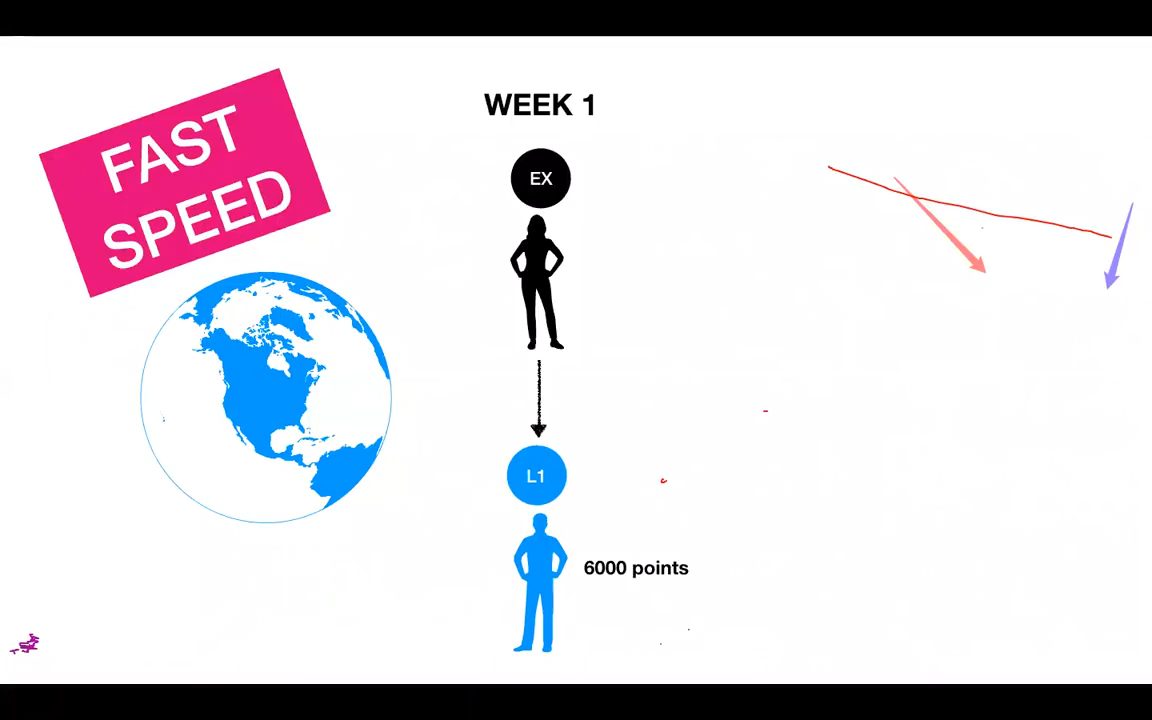 FAST
SPEED
WEEK 1
EX
L1
6000 points